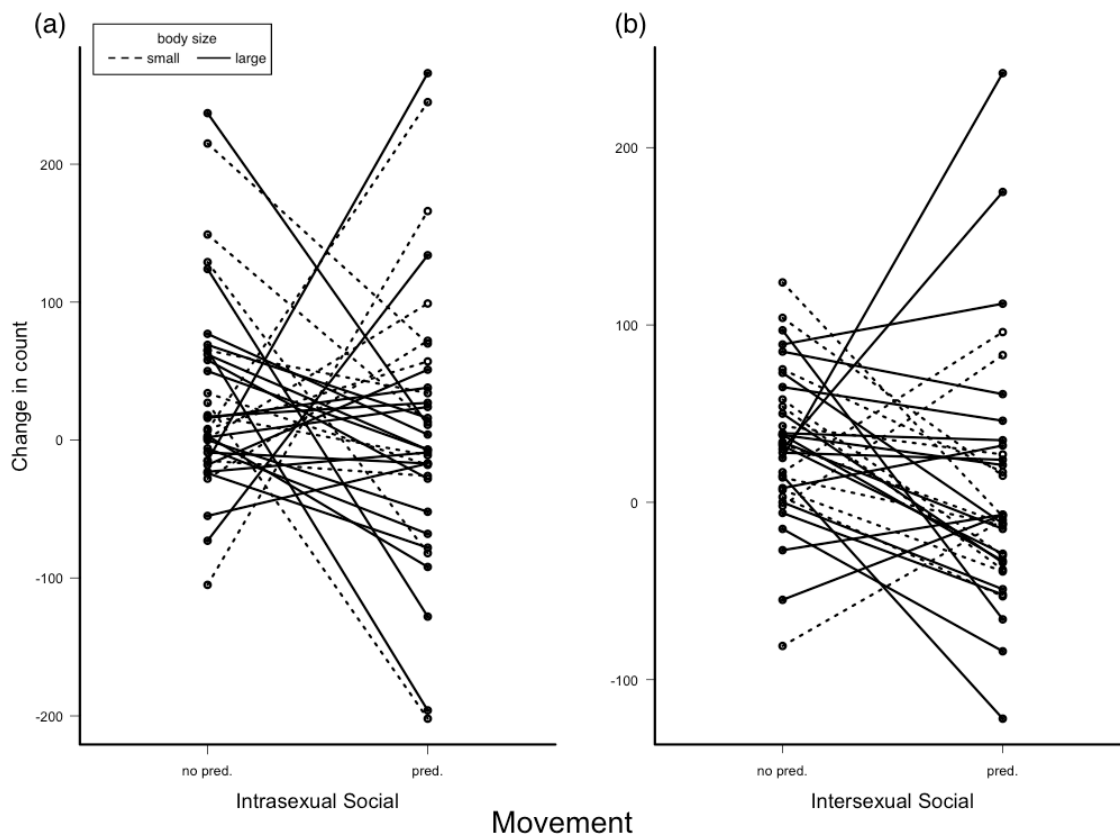 (a)
(b)
body size
small large
200
100
0
-100
-200
Change in count
no pred. pred.
Intrasexual Social
200
100
0
-100
no pred. pred.
Intersexual Social
Movement